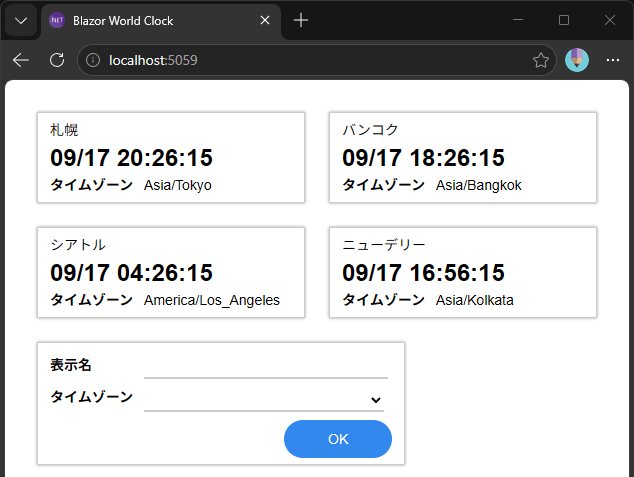 .NET Blazor World Clock
localhost:5059
札幌
09/17 20:26:15
タイムゾーン Asia/Tokyo
バンコク
09/17 18:26:15
タイムゾーン Asia/Bangkok
シアトル
09/17 04:26:15
タイムゾーン America/Los_Angeles
ニューデリー
09/17 16:56:15
タイムゾーン Asia/Kolkata
表示名
タイムゾーン
OK